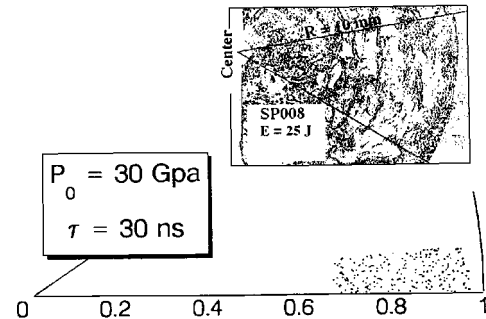 Center
R = 10 mm
SP008
E = 25 J
P0 = 30 Gpa
τ = 30 ns
0 0.2 0.4 0.6 0.8 1